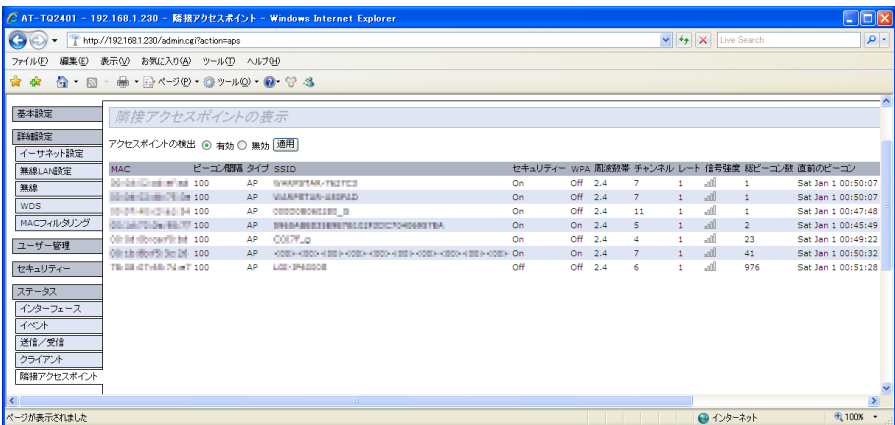 AT-TQ2401 - 192.168.1.230 - 隣接アクセスポイント - Windows Internet Explorer
http://192.168.1.230/admin.cgi?action=aps
Live Search
ファイル(F) 編集(E) 表示(V) お気に入り(A) ツール(T) ヘルプ(H)
ページ(P) ツール(O)
基本設定
隣接アクセスポイントの表示
詳細設定
アクセスポイントの検出 有効 無効 適用
イーサネット設定
無線LAN設定
無線
WDS
MACフィルタリング
ユーザー管理
セキュリティー
ステータス
インターフェース
イベント
送信/受信
クライアント
隣接アクセスポイント
MAC ビーコン間隔 タイプ SSID セキュリティー WPA 周波数帯 チャンネル レート 信号強度 総ビーコン数 直前のビーコン
100 AP On Off 2.4 7 1 1 Sat Jan 1 00:50:07
100 AP On Off 2.4 7 1 1 Sat Jan 1 00:50:07
100 AP On Off 2.4 11 1 1 Sat Jan 1 00:47:48
100 AP On Off 2.4 5 1 2 Sat Jan 1 00:45:49
100 AP On Off 2.4 4 1 23 Sat Jan 1 00:49:22
100 AP On Off 2.4 7 1 41 Sat Jan 1 00:50:32
100 AP Off Off 2.4 6 1 976 Sat Jan 1 00:51:28
ページが表示されました インターネット 100%